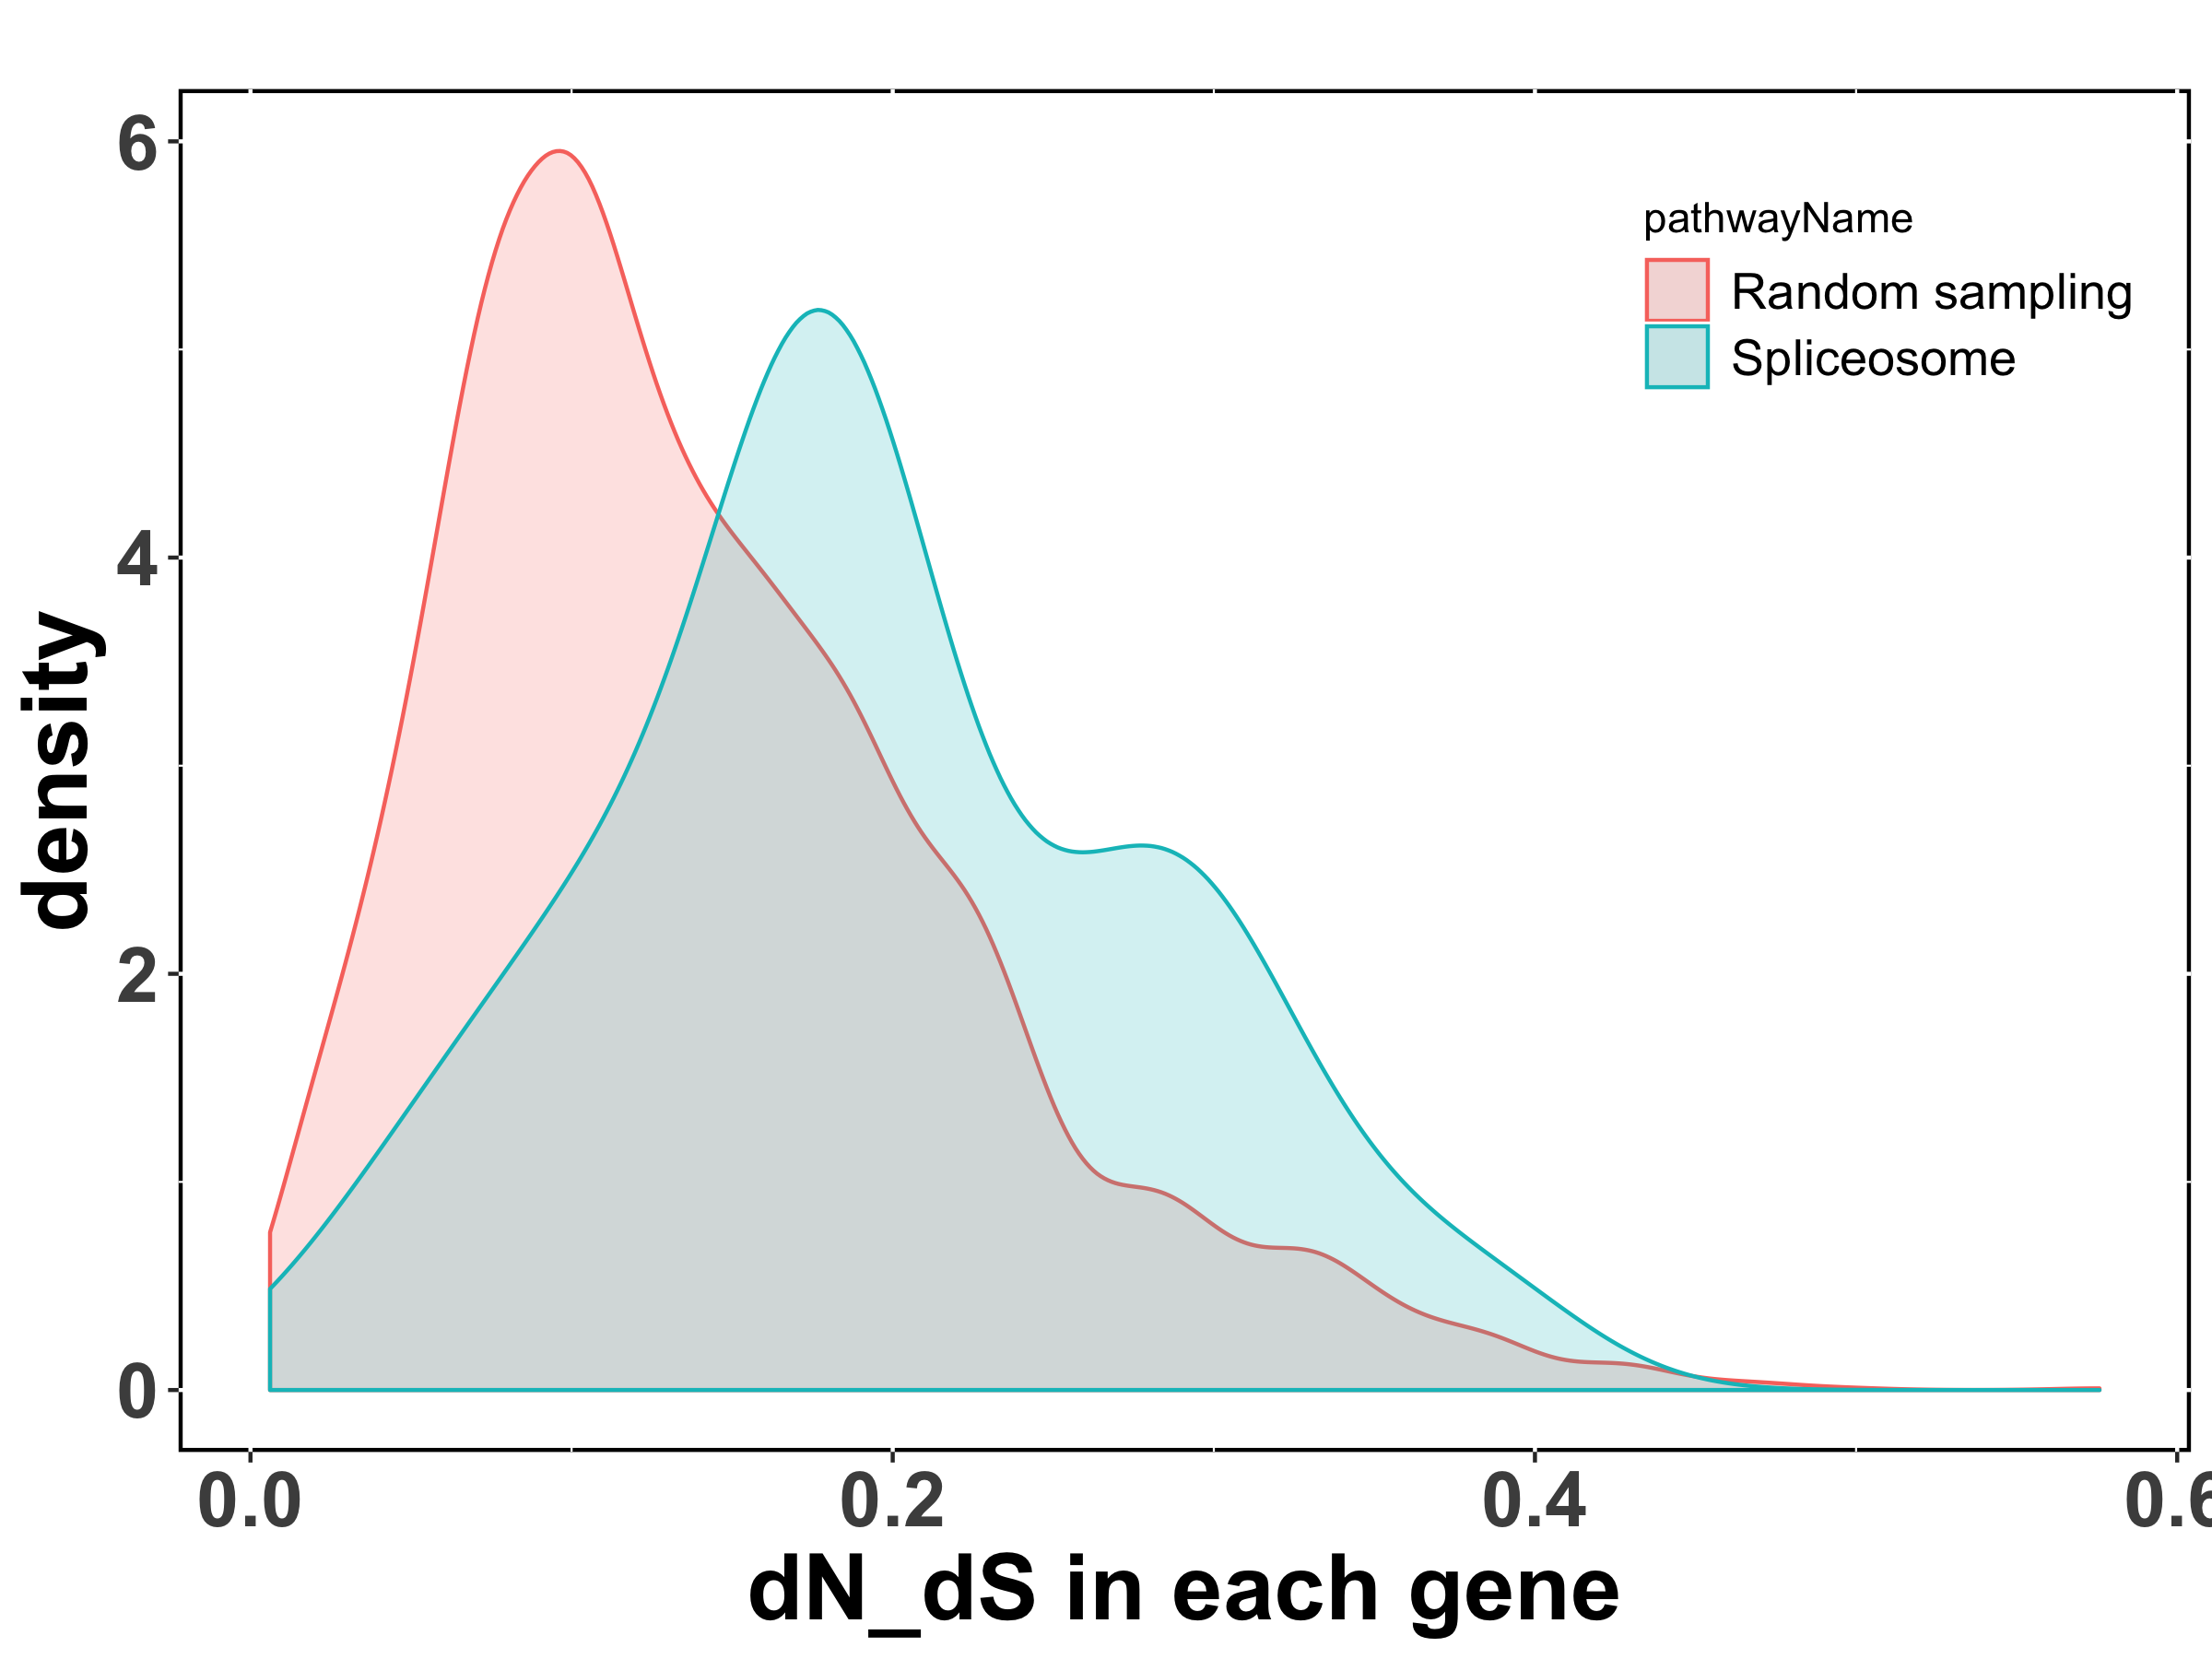 6
4
2
0
density
pathwayName
Random sampling
Spliceosome
0.0 0.2 0.4 0.6
dN_dS in each gene